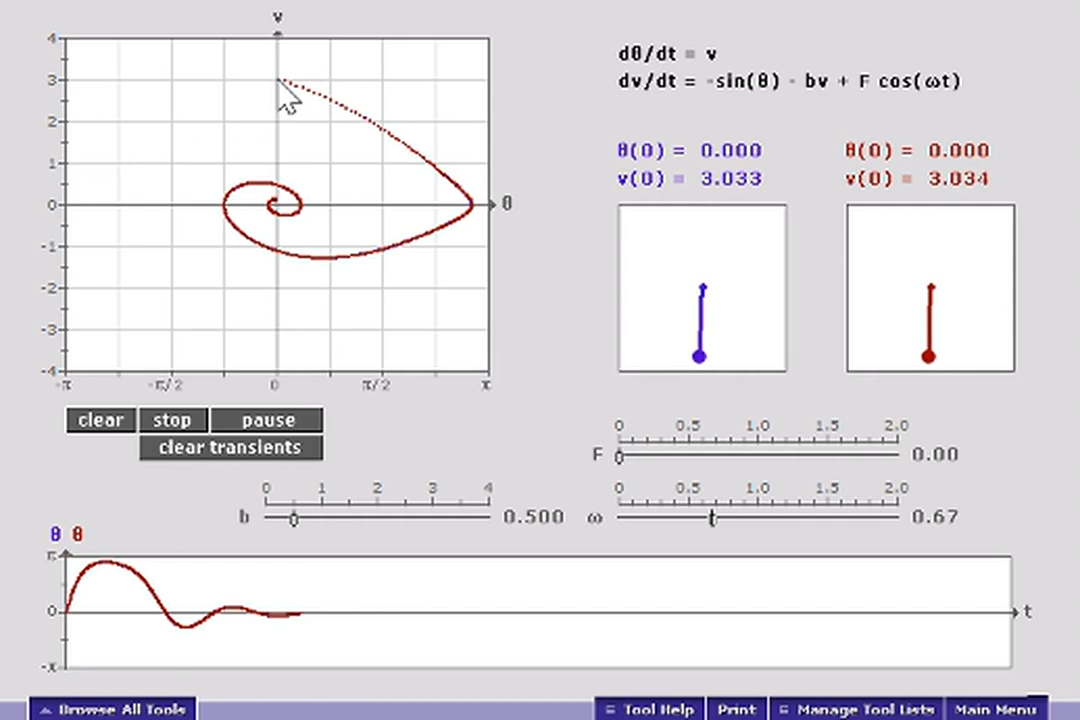 v
dθ/dt = v
dv/dt = -sin(θ) - bv + F cos(ωt)
θ(0) = 0.000
v(0) = 3.033
θ(0) = 0.000
v(0) = 3.034
4
3
2
1
0
-1
-2
-3
-4
θ
-π
-π/2
0
π/2
π
clear
stop
pause
clear transients
0 0.5 1.0 1.5 2.0
F 0.00
0 1 2 3 4
b 0.500
0 0.5 1.0 1.5 2.0
ω 0.67
θ θ
π
0
-π
t
Browse All Tools
Tool Help
Print
Manage Tool Lists
Main Menu